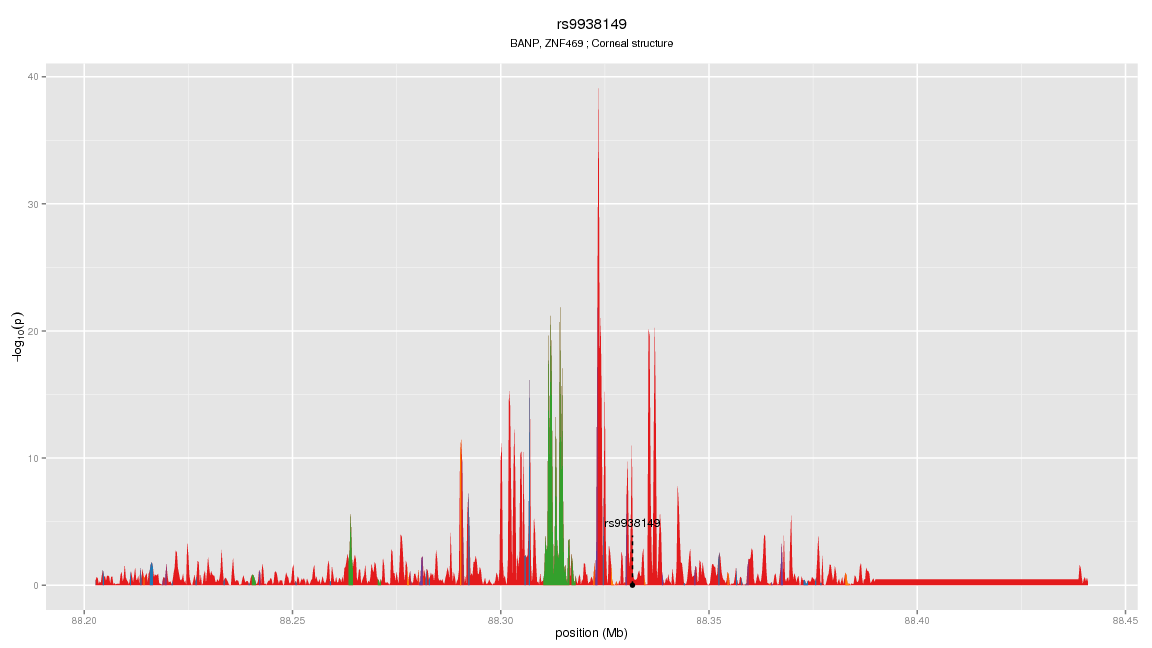 rs9938149
BANP, ZNF469 ; Corneal structure
40
30
20
10
0
−log10(p)
rs9938149
88.20 88.25 88.30 88.35 88.40 88.45
position (Mb)